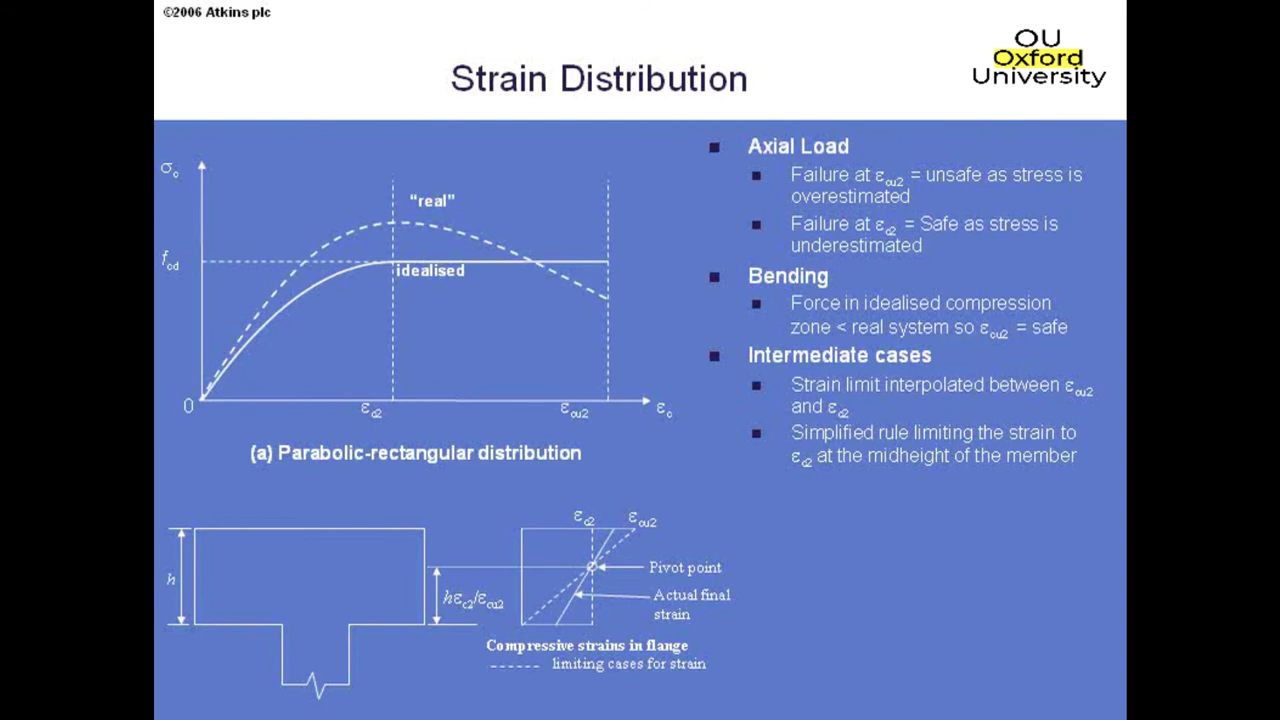 ©2006 Atkins plc
OU
Oxford
University
Strain Distribution
σc
"real"
fcd
idealised
0
εc2
εcu2
εc
(a) Parabolic-rectangular distribution
Axial Load
Failure at εcu2 = unsafe as stress is
overestimated
Failure at εc2 = Safe as stress is
underestimated
Bending
Force in idealised compression
zone < real system so εcu2 = safe
Intermediate cases
Strain limit interpolated between εcu2
and εc2
Simplified rule limiting the strain to
εc2 at the midheight of the member
εc2
εcu2
h
hεc2/εcu2
Pivot point
Actual final
strain
Compressive strains in flange
limiting cases for strain